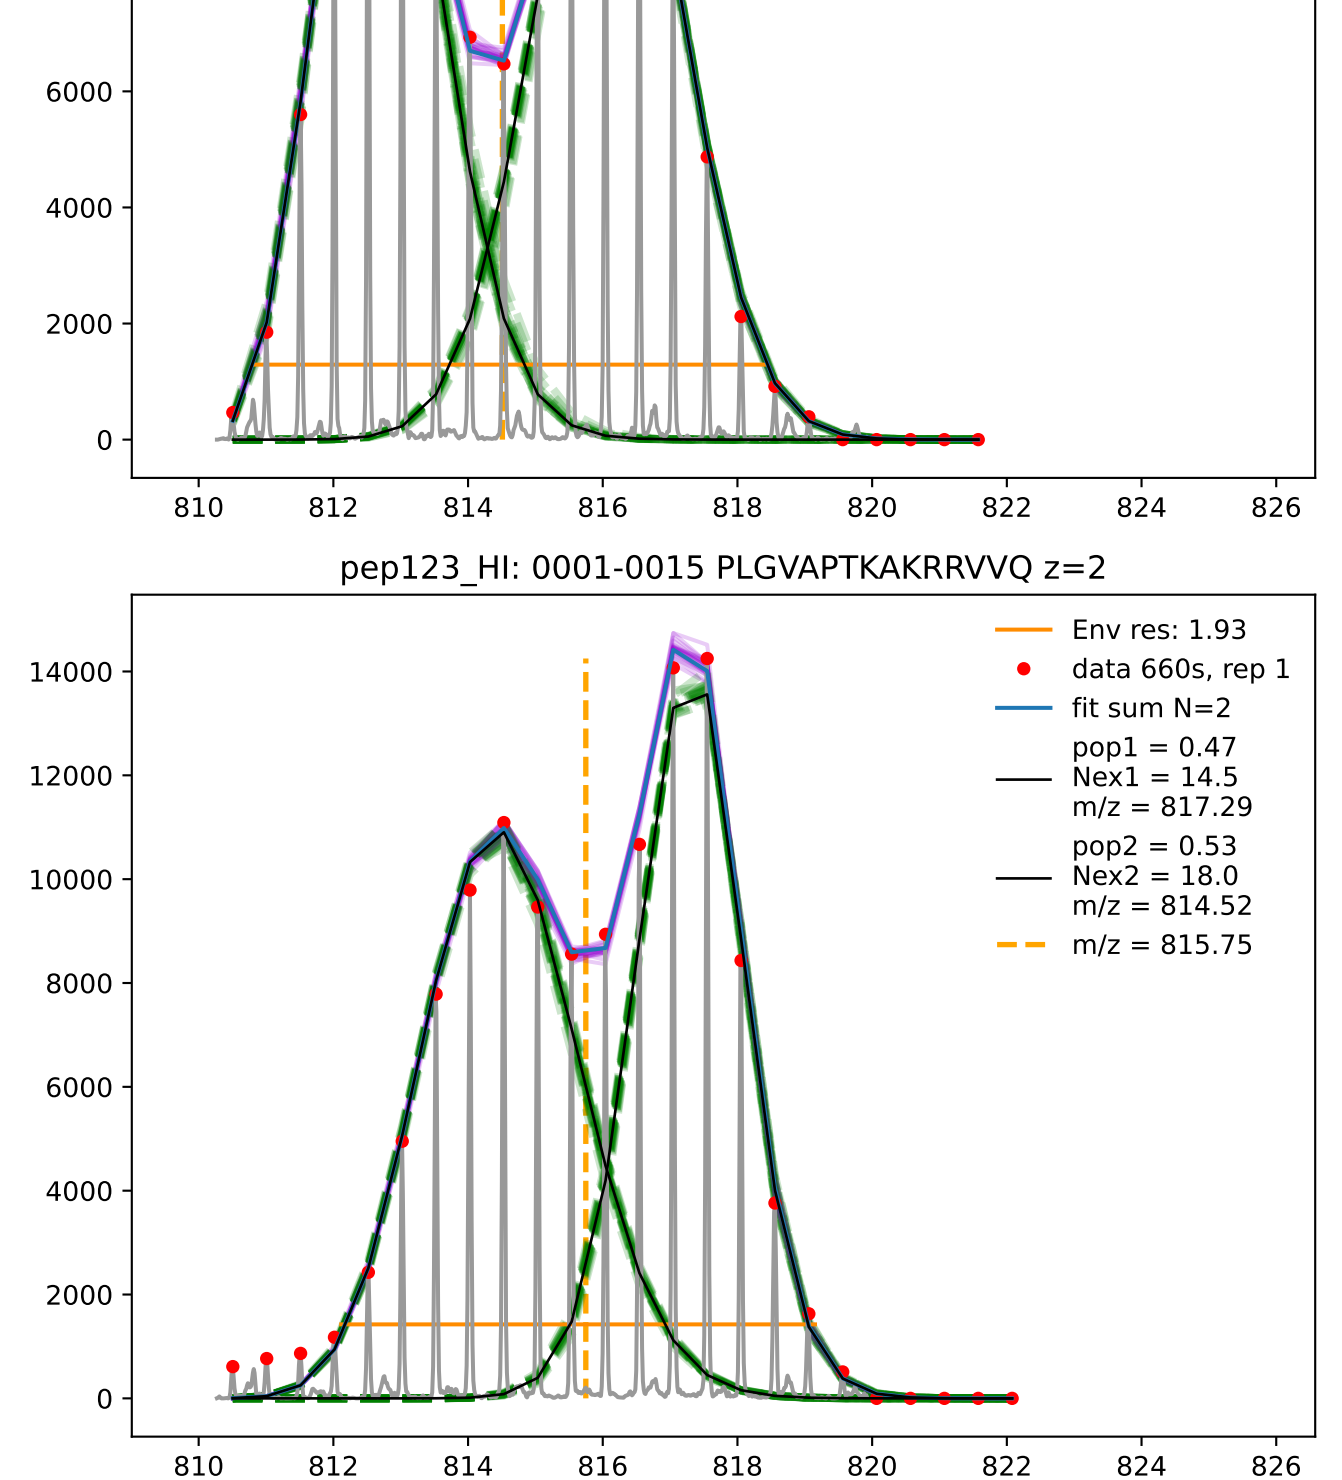 6000
4000
2000
0
810 812 814 816 818 820 822 824 826
pep123_HI: 0001-0015 PLGVAPTKAKRRVVQ z=2
14000
12000
10000
8000
6000
4000
2000
0
Env res: 1.93
data 660s, rep 1
fit sum N=2
pop1 = 0.47
Nex1 = 14.5
m/z = 817.29
pop2 = 0.53
Nex2 = 18.0
m/z = 814.52
m/z = 815.75
810 812 814 816 818 820 822 824 826